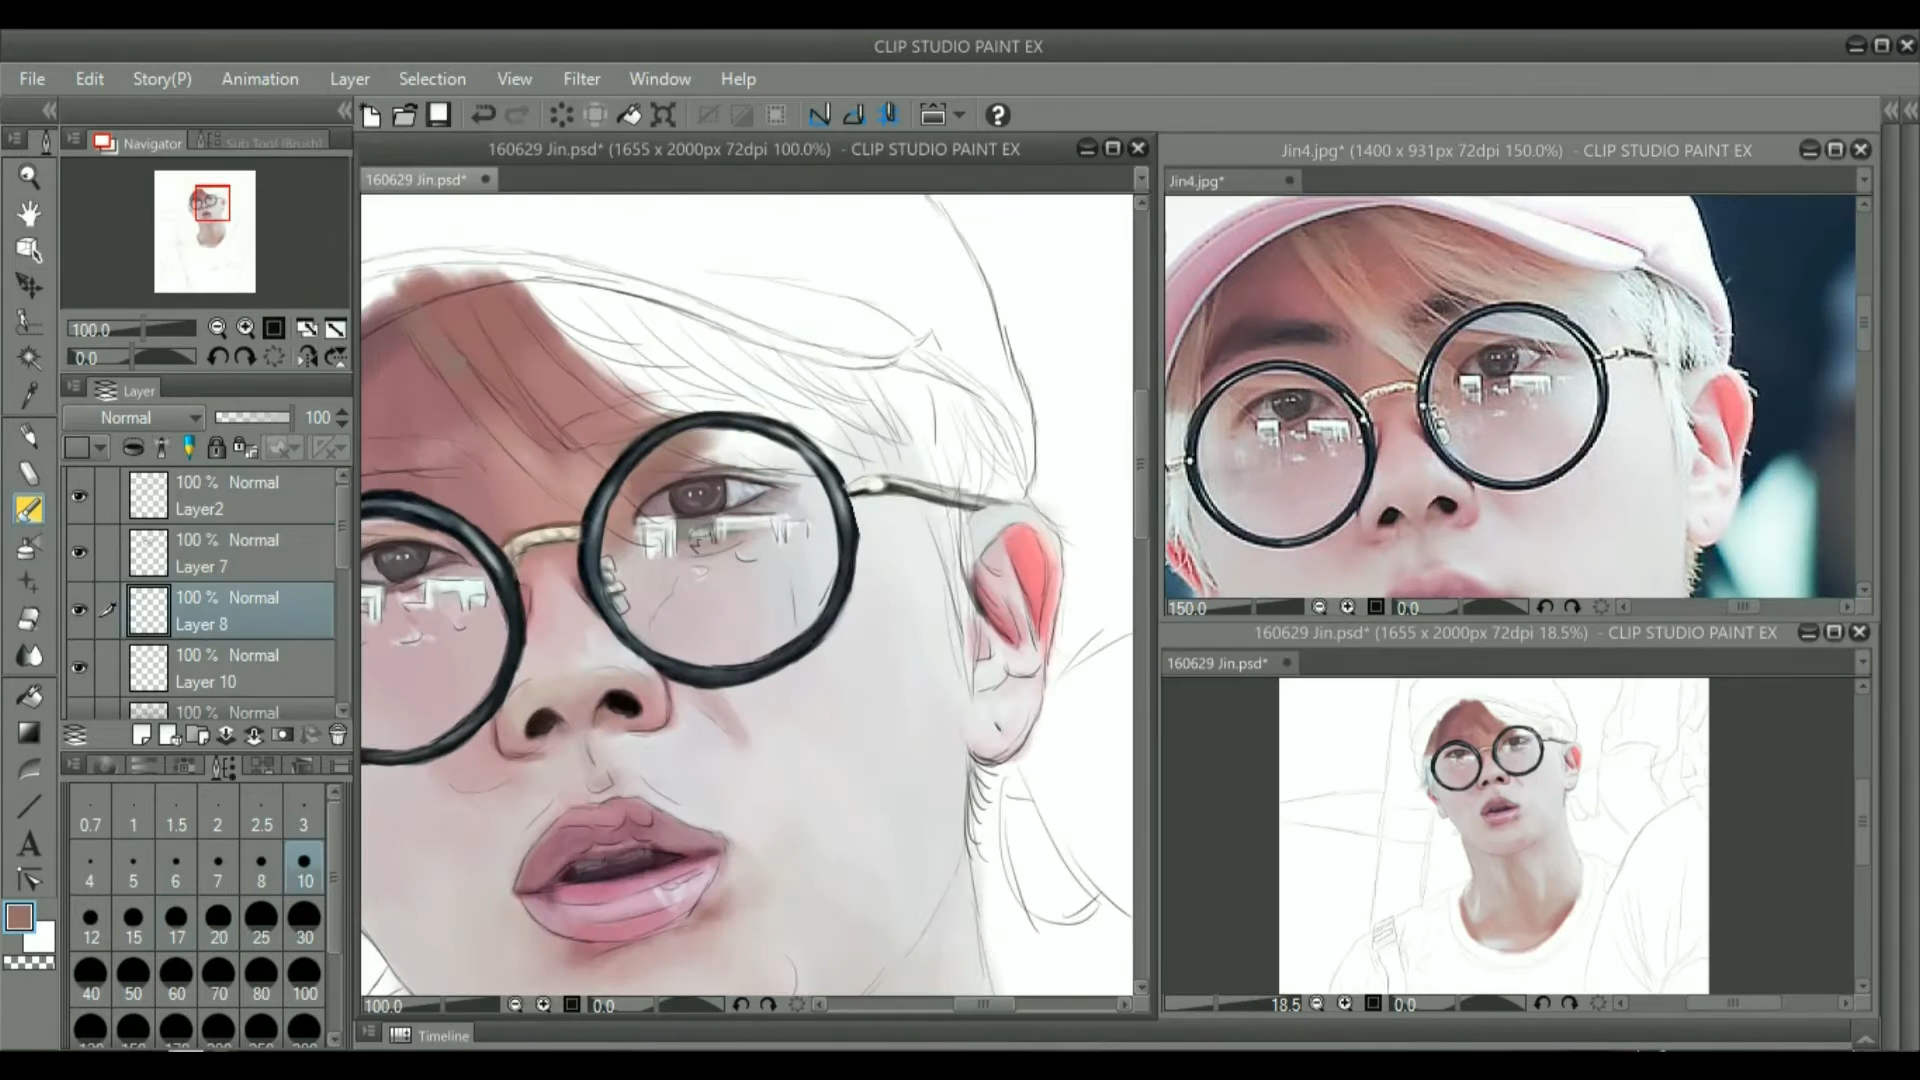 CLIP STUDIO PAINT EX
File Edit Story(P) Animation Layer Selection View Filter Window Help
Navigator Sub Tool (Brush)
160629 Jin.psd* (1655 x 2000px 72dpi 100.0%) - CLIP STUDIO PAINT EX
160629 Jin.psd*
Jin4.jpg* (1400 x 931px 72dpi 150.0%) - CLIP STUDIO PAINT EX
Jin4.jpg*
100.0
0.0
Layer
Normal 100
100 % Normal
Layer2
100 % Normal
Layer 7
100 % Normal
Layer 8
100 % Normal
Layer 10
100 % Normal
0.7 1 1.5 2 2.5 3
4 5 6 7 8 10
12 15 17 20 25 30
40 50 60 70 80 100
100.0 0.0
150.0 0.0
160629 Jin.psd* (1655 x 2000px 72dpi 18.5%) - CLIP STUDIO PAINT EX
160629 Jin.psd*
18.5 0.0
Timeline
A